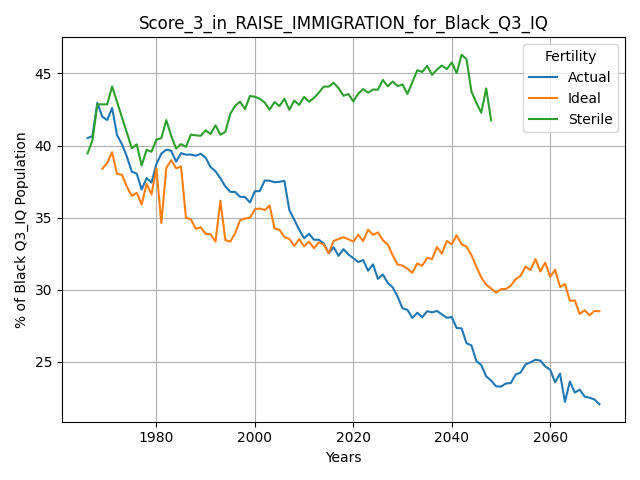 Score_3_in_RAISE_IMMIGRATION_for_Black_Q3_IQ
Fertility
Actual
Ideal
Sterile
% of Black Q3_IQ Population
45
40
35
30
25
1980
2000
2020
2040
2060
Years